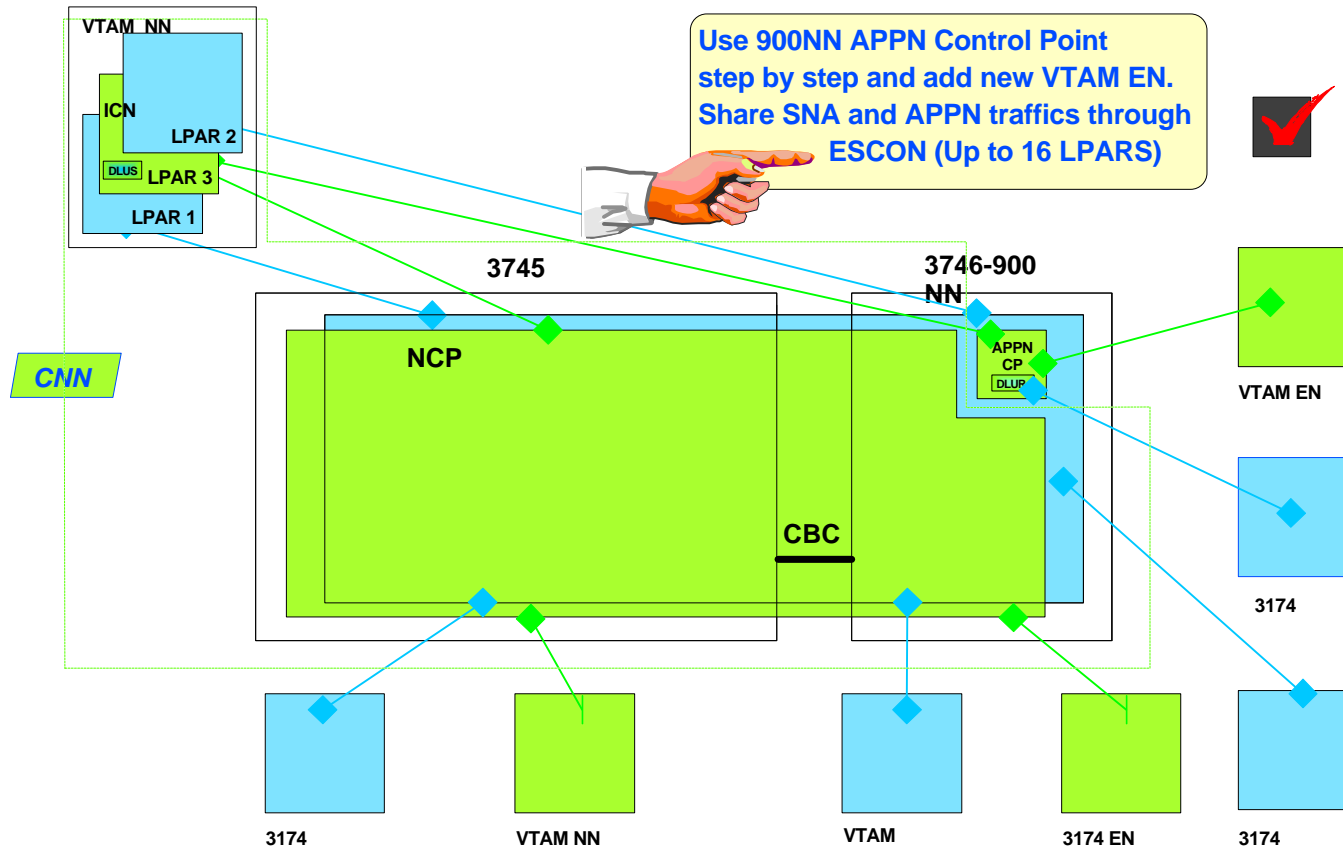 VTAM NN
Use 900NN APPN Control Point
step by step and add new VTAM EN.
Share SNA and APPN traffics through
ESCON (Up to 16 LPARS)
ICN
LPAR 2
DLUS
LPAR 3
LPAR 1
3745
3746-900
NN
NCP
APPN
CP
DLUR
CNN
VTAM EN
CBC
3174
3174
VTAM NN
VTAM
3174 EN
3174